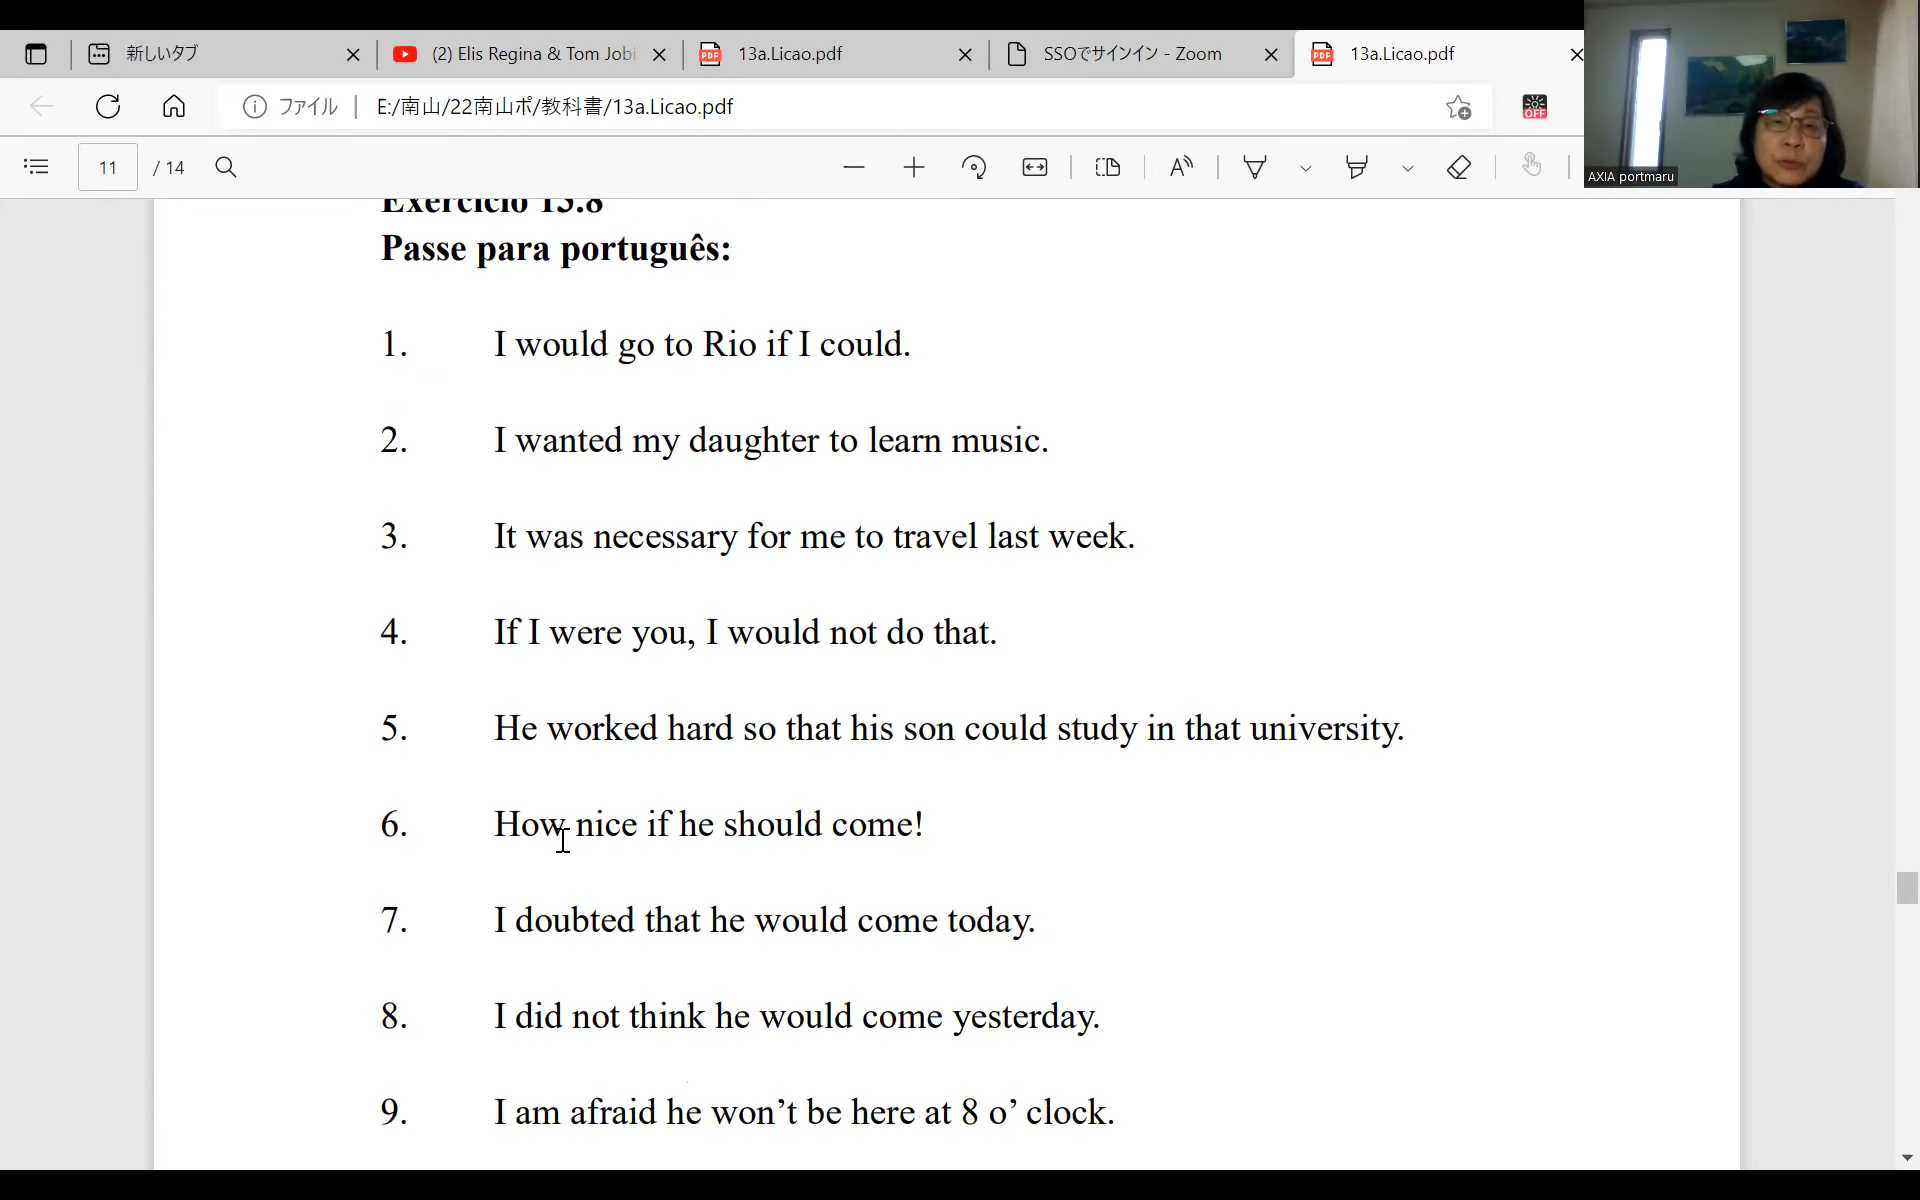 新しいタブ
(2) Elis Regina & Tom Jobi
13a.Licao.pdf
SSOでサインイン - Zoom
13a.Licao.pdf
ファイル
E:/南山/22南山ポ/教科書/13a.Licao.pdf
OFF
11 / 14
AXIA portmaru
Exercício 13.8
Passe para português:
1. I would go to Rio if I could.
2. I wanted my daughter to learn music.
3. It was necessary for me to travel last week.
4. If I were you, I would not do that.
5. He worked hard so that his son could study in that university.
6. How nice if he should come!
7. I doubted that he would come today.
8. I did not think he would come yesterday.
9. I am afraid he won’t be here at 8 o’ clock.